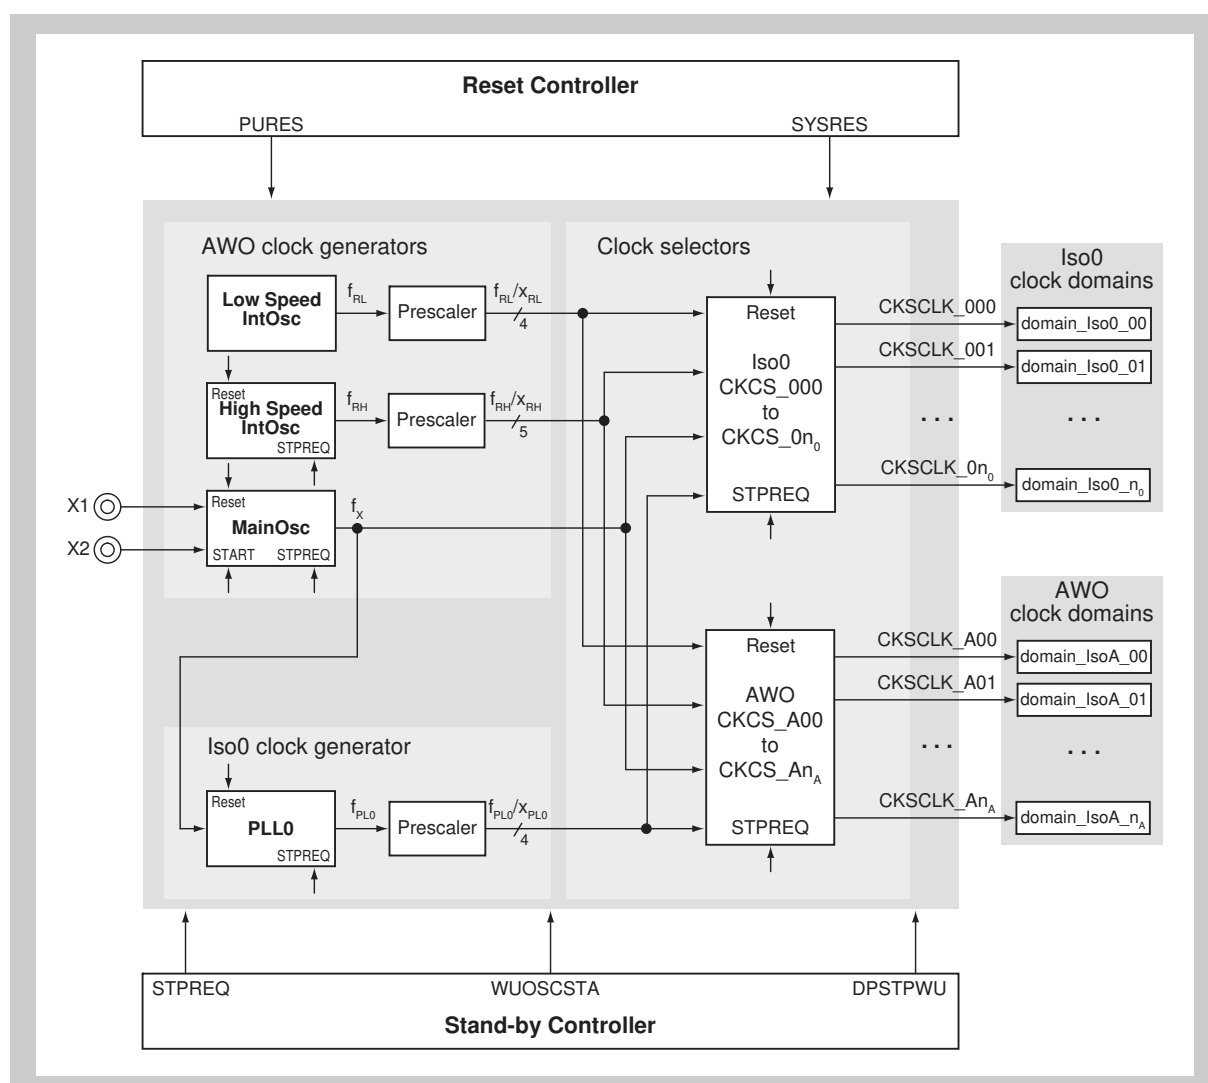 Reset Controller
PURES
SYSRES
AWO clock generators
Low Speed
IntOsc
f_RL
Prescaler
f_RL/x_RL
4
Reset
High Speed
IntOsc
STPREQ
f_RH
Prescaler
f_RH/x_RH
5
X1
X2
Reset
MainOsc
START STPREQ
f_X
Iso0 clock generator
Reset
PLL0
STPREQ
f_PL0
Prescaler
f_PL0/x_PL0
4
Clock selectors
Reset
Iso0
CKCS_000
to
CKCS_0n_0
STPREQ
Reset
AWO
CKCS_A00
to
CKCS_An_A
STPREQ
CKSCLK_000
CKSCLK_001
...
CKSCLK_0n_0
Iso0
clock domains
domain_Iso0_00
domain_Iso0_01
...
domain_Iso0_n_0
CKSCLK_A00
CKSCLK_A01
...
CKSCLK_An_A
AWO
clock domains
domain_IsoA_00
domain_IsoA_01
...
domain_IsoA_n_A
STPREQ
WUOSCSTA
DPSTPWU
Stand-by Controller